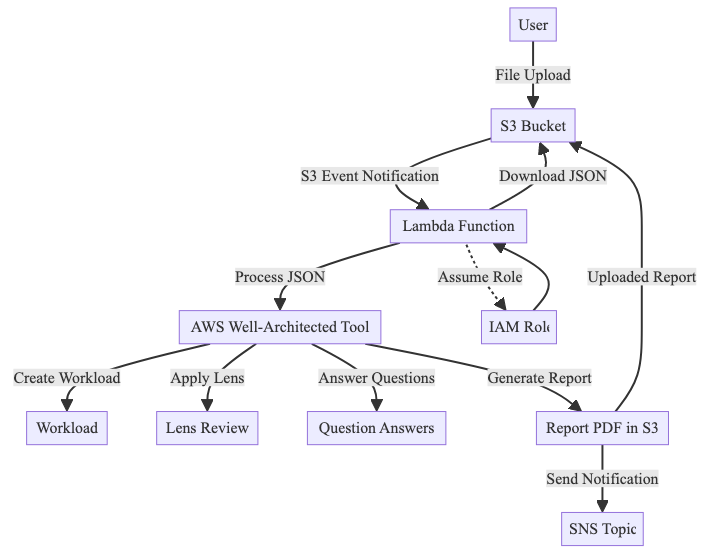 User
File Upload
S3 Bucket
S3 Event Notification
Download JSON
Lambda Function
Process JSON
Assume Role
Uploaded Report
AWS Well-Architected Tool
IAM Role
Create Workload
Apply Lens
Answer Questions
Generate Report
Workload
Lens Review
Question Answers
Report PDF in S3
Send Notification
SNS Topic